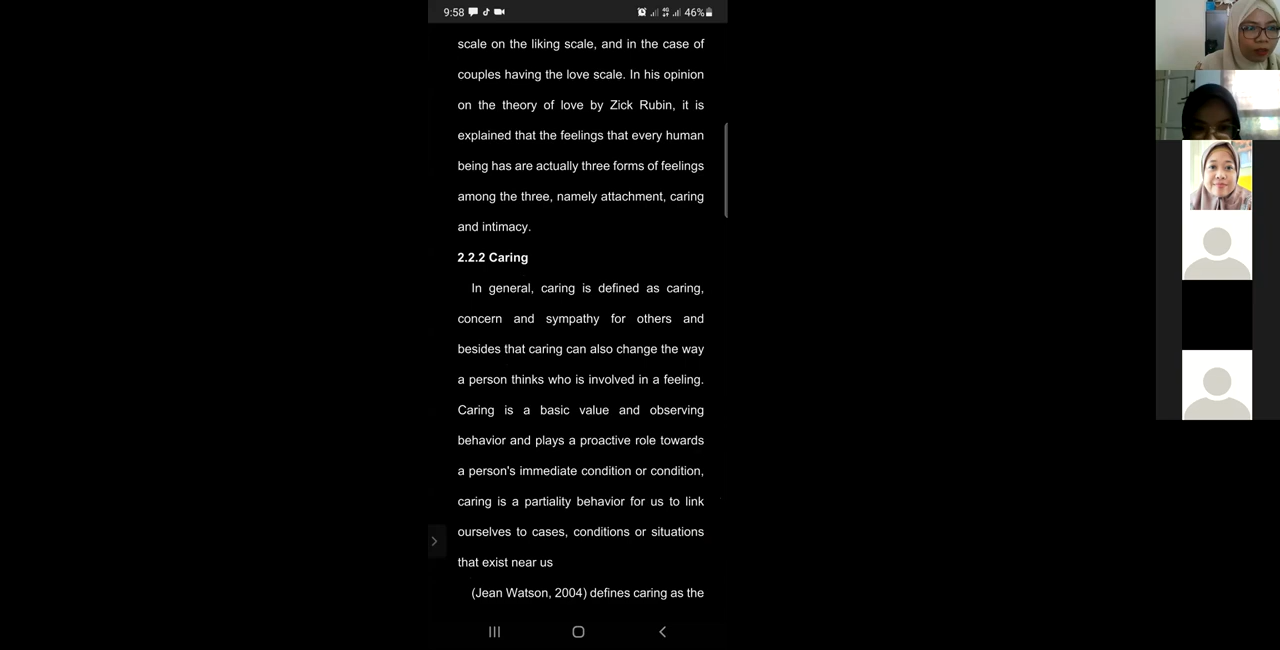 9:58
4G
46%
scale on the liking scale, and in the case of
couples having the love scale. In his opinion
on the theory of love by Zick Rubin, it is
explained that the feelings that every human
being has are actually three forms of feelings
among the three, namely attachment, caring
and intimacy.
2.2.2 Caring
In general, caring is defined as caring,
concern and sympathy for others and
besides that caring can also change the way
a person thinks who is involved in a feeling.
Caring is a basic value and observing
behavior and plays a proactive role towards
a person's immediate condition or condition,
caring is a partiality behavior for us to link
ourselves to cases, conditions or situations
that exist near us
(Jean Watson, 2004) defines caring as the